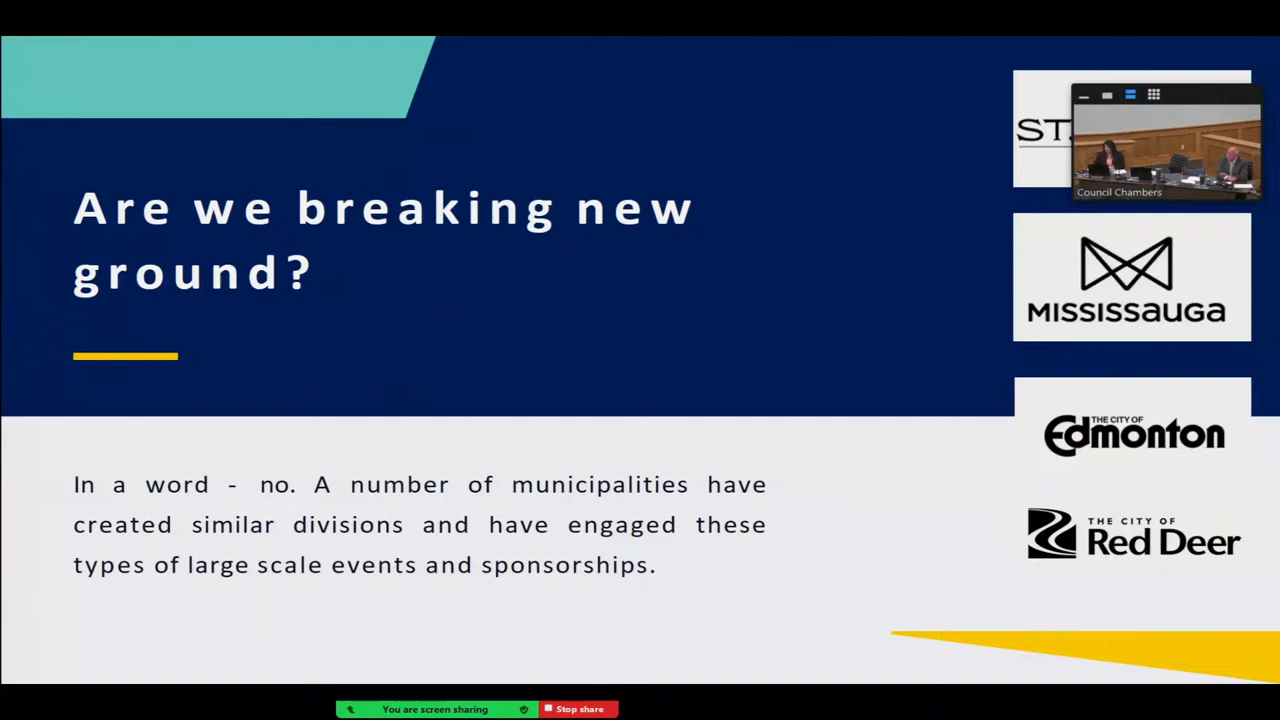 Are we breaking new
ground?
In a word - no. A number of municipalities have
created similar divisions and have engaged these
types of large scale events and sponsorships.
Council Chambers
MISSISSAUGA
THE CITY OF
Edmonton
THE CITY OF
Red Deer
You are screen sharing
Stop share